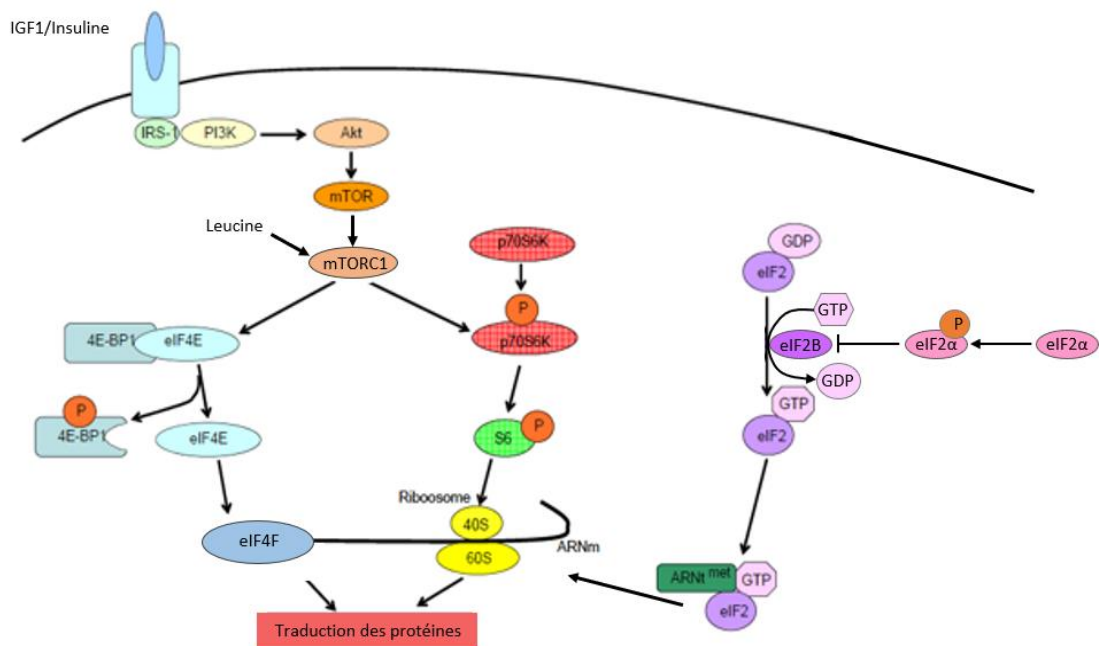 IGF1/Insuline
IRS-1
PI3K
Akt
mTOR
Leucine
mTORC1
p70S6K
P
p70S6K
4E-BP1
eIF4E
P
4E-BP1
eIF4E
S6
P
GDP
eIF2
GTP
eIF2B
P
eIF2α
eIF2α
GDP
GTP
eIF2
Riboosome
40S
eIF4F
ARNm
60S
ARNt met
GTP
eIF2
Traduction des protéines